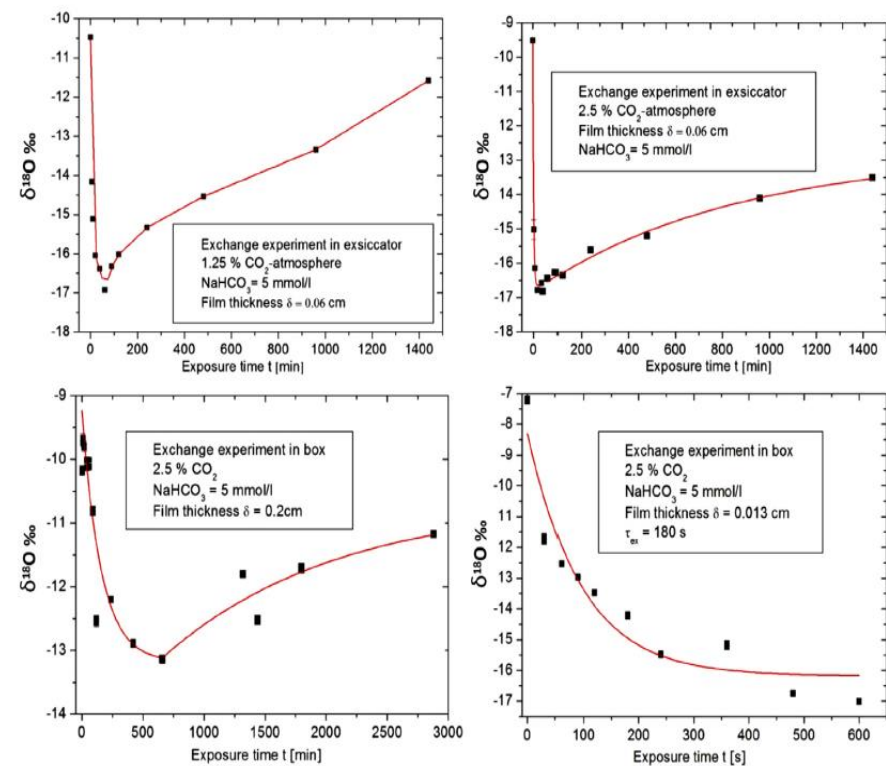 -10
-11
-12
-13
-14
-15
-16
-17
-18
δ¹⁸O ‰
Exchange experiment in exsiccator
1.25 % CO₂-atmosphere
NaHCO₃= 5 mmol/l
Film thickness δ = 0.06 cm
0 200 400 600 800 1000 1200 1400
Exposure time t [min]
-9
-10
-11
-12
-13
-14
-15
-16
-17
-18
δ¹⁸O ‰
Exchange experiment in exsiccator
2.5 % CO₂-atmosphere
Film thickness δ = 0.06 cm
NaHCO₃= 5 mmol/l
0 200 400 600 800 1000 1200 1400
Exposure time t [min]
-9
-10
-11
-12
-13
-14
δ¹⁸O ‰
Exchange experiment in box
2.5 % CO₂
NaHCO₃ = 5 mmol/l
Film thickness δ = 0.2cm
0 500 1000 1500 2000 2500 3000
Exposure time t [min]
-7
-8
-9
-10
-11
-12
-13
-14
-15
-16
-17
δ¹⁸O ‰
Exchange experiment in box
2.5 % CO₂
NaHCO₃ = 5 mmol/l
Film thickness δ = 0.013 cm
τₑₓ = 180 s
0 100 200 300 400 500 600
Exposure time t [s]